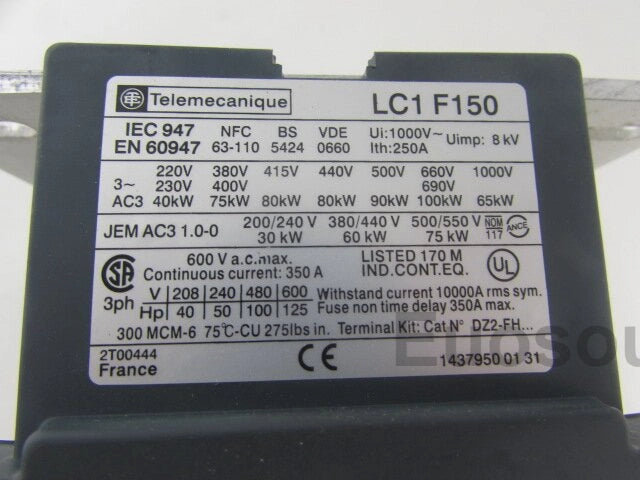 Telemecanique LC1 F150
IEC 947 NFC BS VDE Ui:1000V~ Uimp: 8 kV
EN 60947 63-110 5424 0660 Ith:250A
220V 380V 415V 440V 500V 660V 1000V
3~ 230V 400V 690V
AC3 40kW 75kW 80kW 80kW 90kW 100kW 65kW
JEM AC3 1.0-0 200/240 V 380/440 V 500/550 V NOM ANCE
30 kW 60 kW 75 kW 117
600 V a.c.max. LISTED 170 M
SA Continuous current: 350 A IND.CONT.EQ. UL
3ph V 208 240 480 600 Withstand current 10000A rms sym.
Hp 40 50 100 125 Fuse non time delay 350A max.
300 MCM-6 75°C-CU 275lbs in. Terminal Kit: Cat N° DZ2-FH...
2T00444
France CE 1437950 01 31